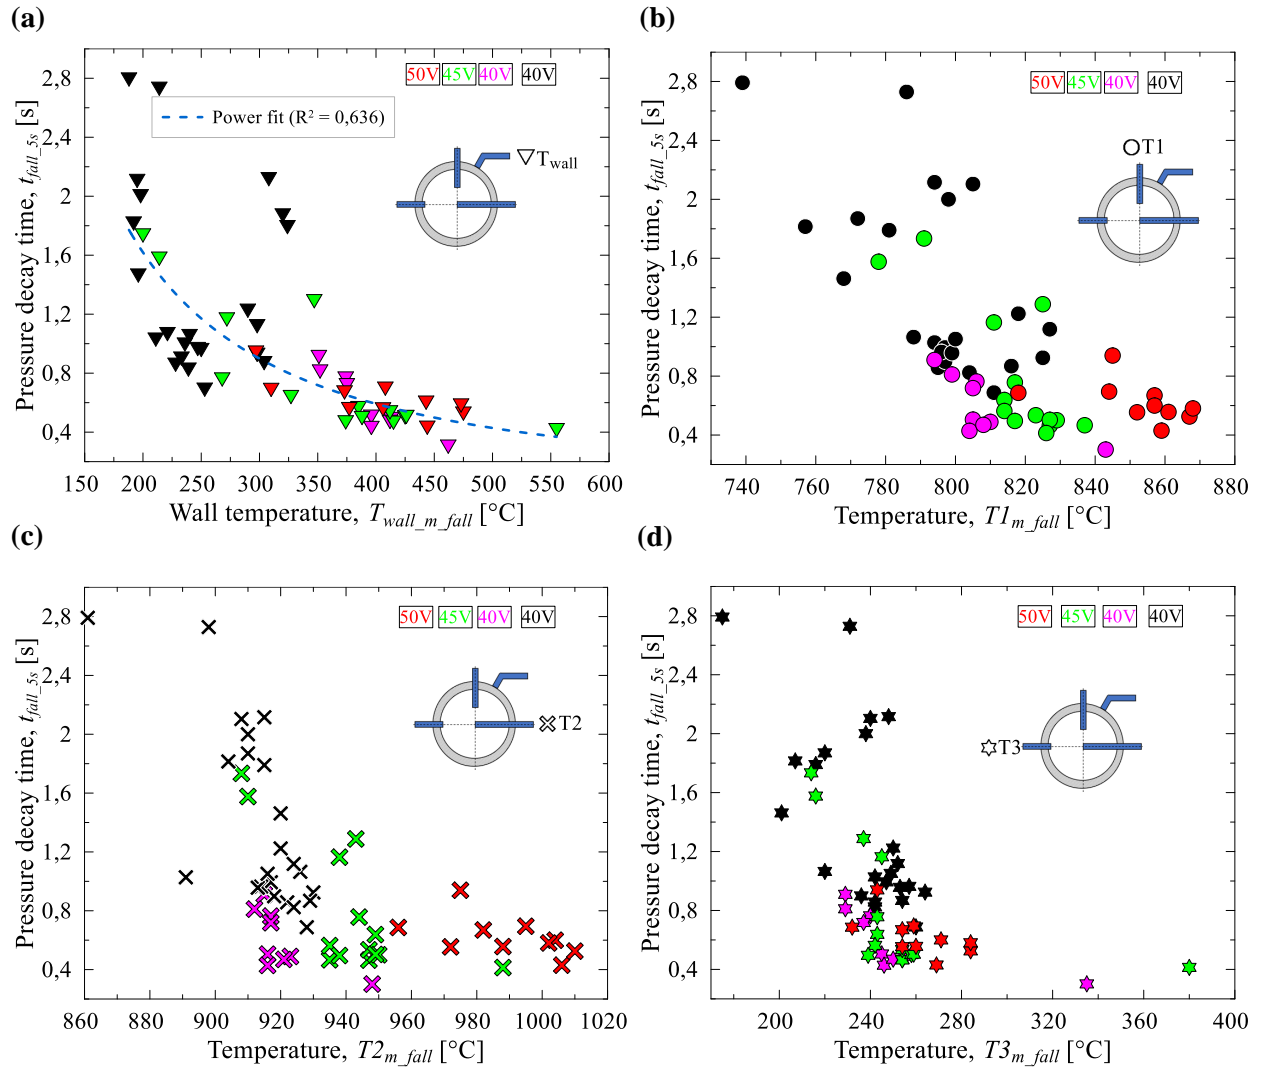 (a)
50V 45V 40V 40V
Power fit (R² = 0,636)
Twall
Pressure decay time, tfall_5s [s]
2,8
2,4
2
1,6
1,2
0,8
0,4
150 200 250 300 350 400 450 500 550 600
Wall temperature, Twall_m_fall [°C]
(b)
50V 45V 40V 40V
T1
Pressure decay time, tfall_5s [s]
2,8
2,4
2
1,6
1,2
0,8
0,4
740 760 780 800 820 840 860 880
Temperature, T1m_fall [°C]
(c)
50V 45V 40V 40V
T2
Pressure decay time, tfall_5s [s]
2,8
2,4
2
1,6
1,2
0,8
0,4
860 880 900 920 940 960 980 1000 1020
Temperature, T2m_fall [°C]
(d)
50V 45V 40V 40V
T3
Pressure decay time, tfall_5s [s]
2,8
2,4
2
1,6
1,2
0,8
0,4
200 240 280 320 360 400
Temperature, T3m_fall [°C]